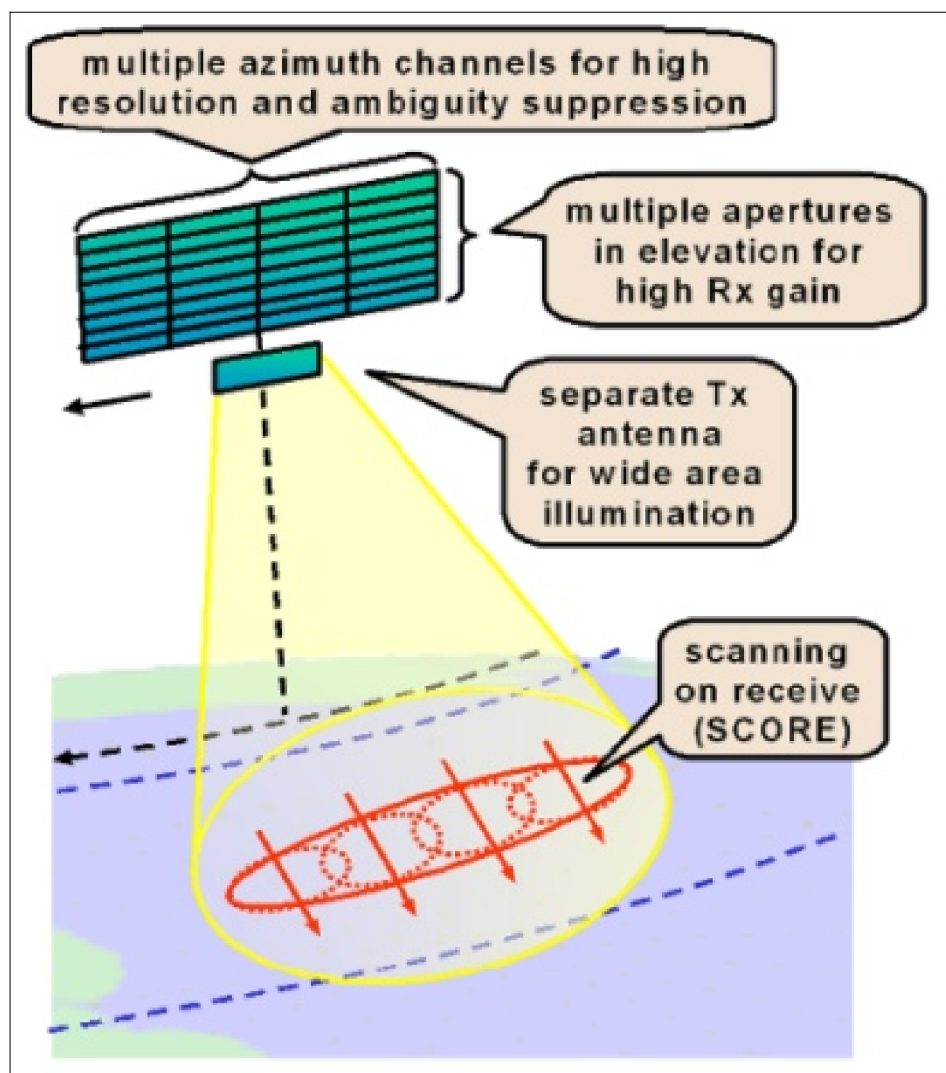 multiple azimuth channels for high
resolution and ambiguity suppression
multiple apertures
in elevation for
high Rx gain
separate Tx
antenna
for wide area
illumination
scanning
on receive
(SCORE)